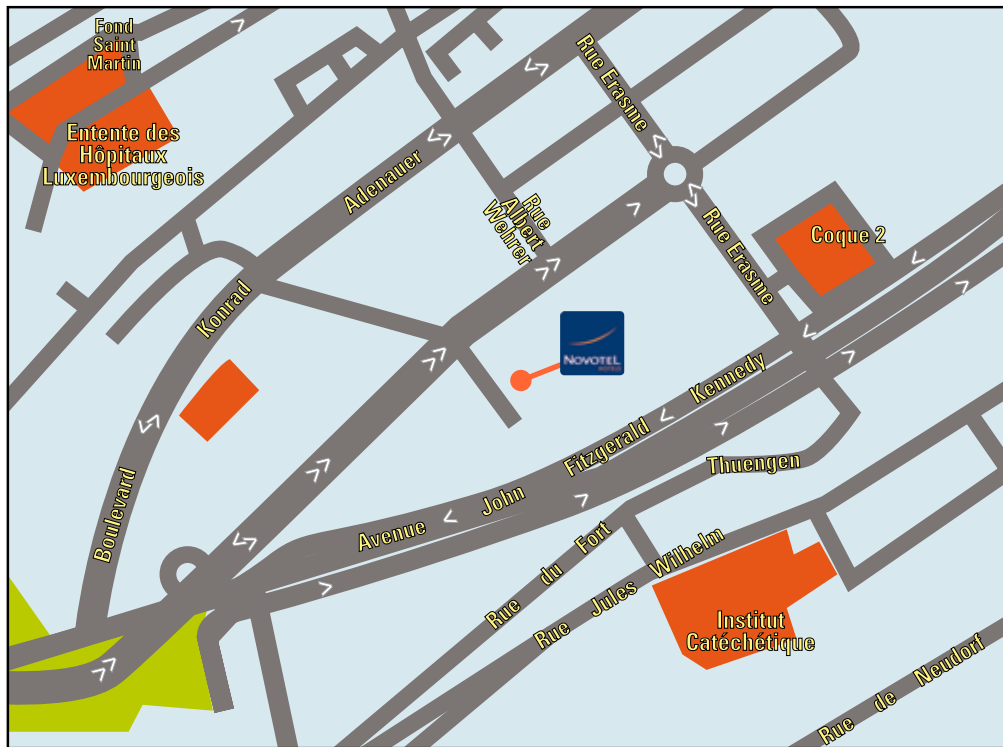 Fond
Saint
Martin
Entente des
Hôpitaux
Luxembourgeois
Rue Erasme
Adenauer
Rue
Albert
Wehrer
Rue Erasme
Coque 2
Konrad
NOVOTEL
HOTELS
Kennedy
Fitzgerald
Thuengen
Boulevard
John
Avenue
Fort
du
Rue
Wilhelm
Jules
Rue
Institut
Catéchétique
Rue de Neudorf